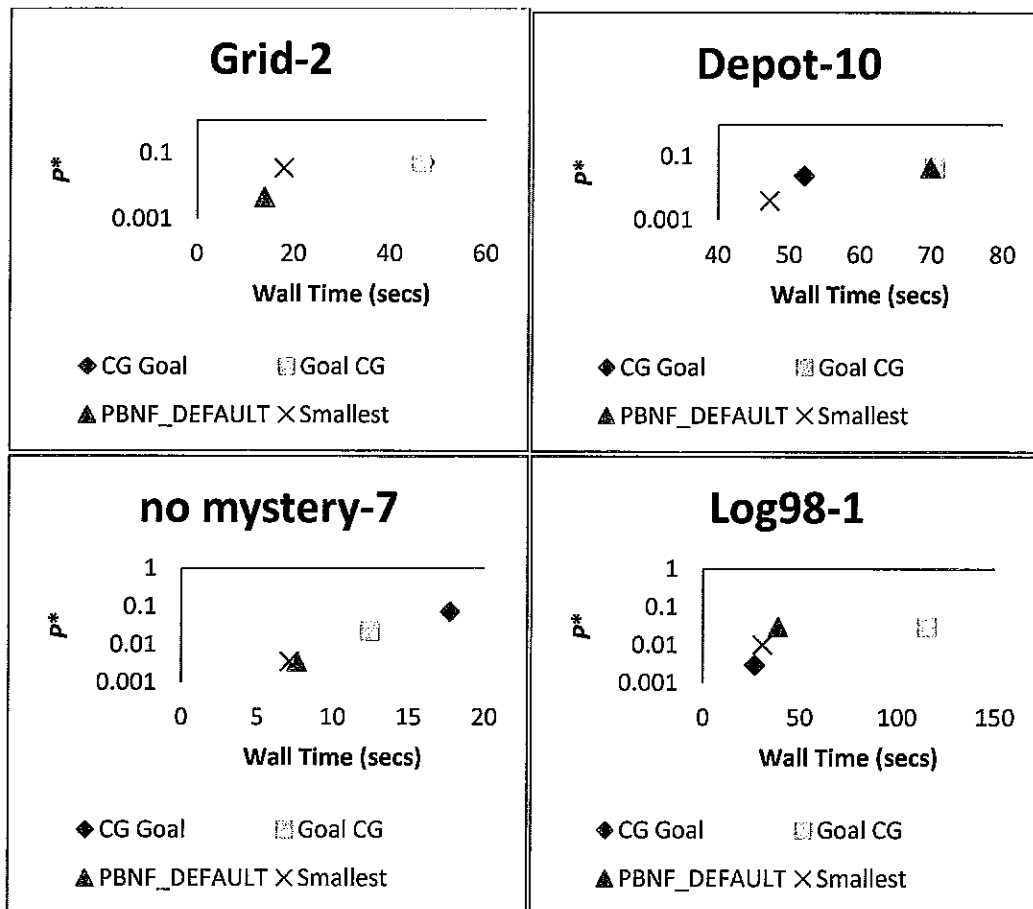 Grid-2
0.1
P*
0.001
0 20 40 60
Wall Time (secs)
CG Goal Goal CG
PBNF_DEFAULT Smallest
Depot-10
0.1
P*
0.001
40 50 60 70 80
Wall Time (secs)
CG Goal Goal CG
PBNF_DEFAULT Smallest
no mystery-7
1
0.1
P*
0.01
0.001
0 5 10 15 20
Wall Time (secs)
CG Goal Goal CG
PBNF_DEFAULT Smallest
Log98-1
1
0.1
P*
0.01
0.001
0 50 100 150
Wall Time (secs)
CG Goal Goal CG
PBNF_DEFAULT Smallest